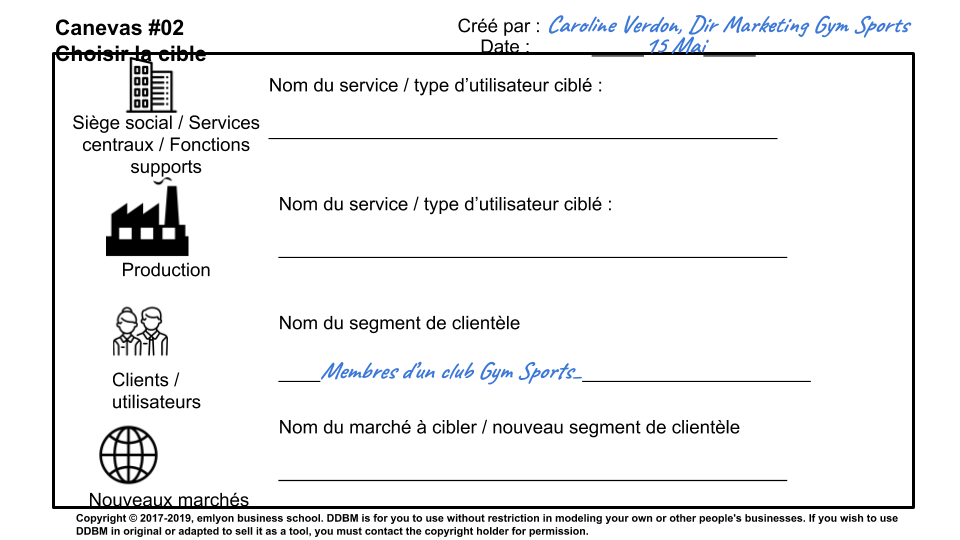 Canevas #02
Choisir la cible
Créé par : Caroline Verdon, Dir Marketing Gym Sports
Date : _____ 15 Mai_____
Siège social / Services
centraux / Fonctions
supports
Nom du service / type d’utilisateur ciblé :
Production
Nom du service / type d’utilisateur ciblé :
Clients /
utilisateurs
Nom du segment de clientèle
____Membres d’un club Gym Sports_______________________
Nouveaux marchés
Nom du marché à cibler / nouveau segment de clientèle
Copyright © 2017-2019, emlyon business school. DDBM is for you to use without restriction in modeling your own or other people's businesses. If you wish to use
DDBM in original or adapted to sell it as a tool, you must contact the copyright holder for permission.